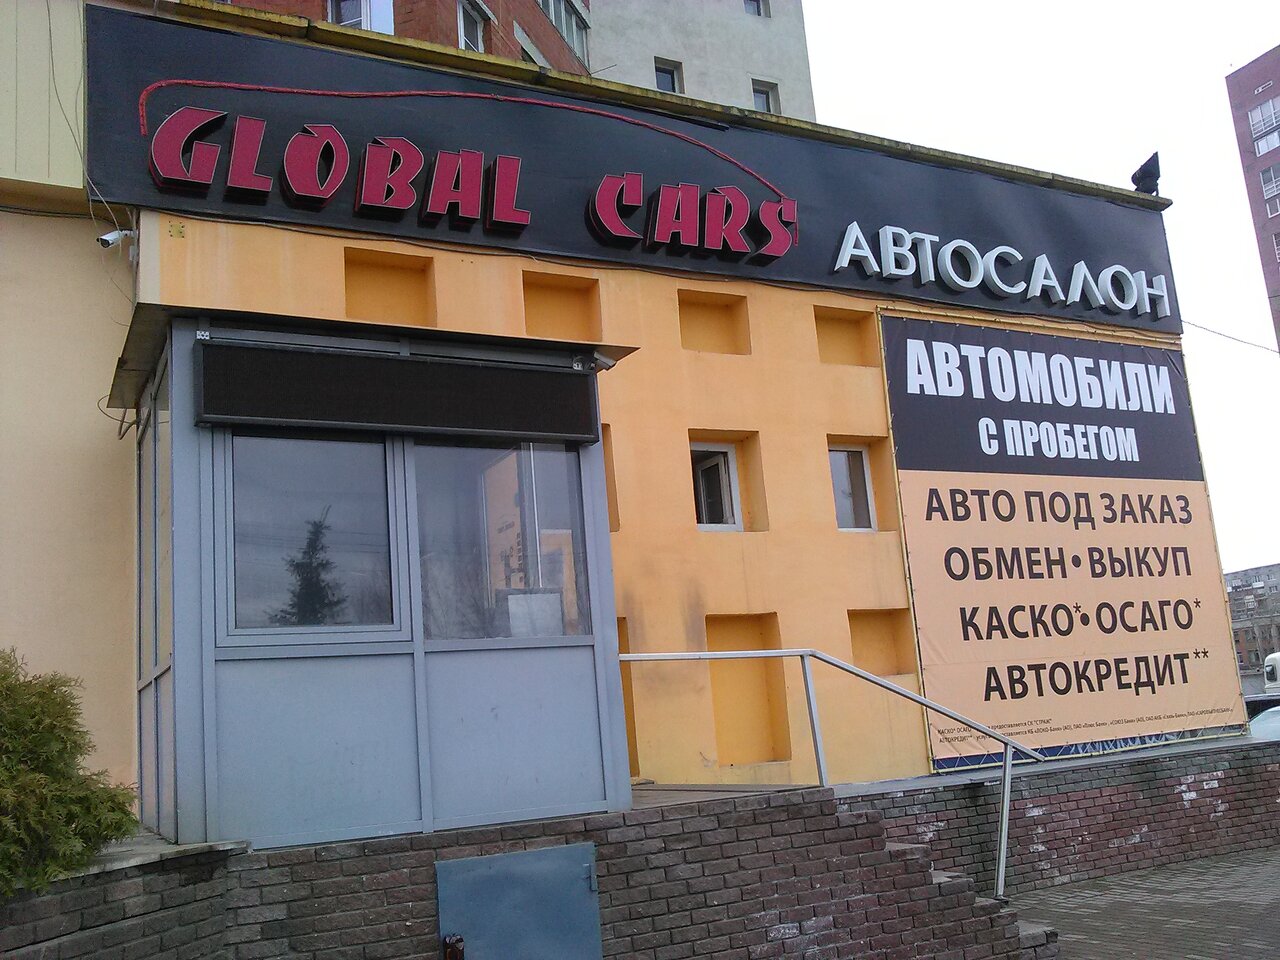 GLOBAL CARS
АВТОСАЛОН
АВТОМОБИЛИ
С ПРОБЕГОМ
АВТО ПОД ЗАКАЗ
ОБМЕН • ВЫКУП
КАСКО* • ОСАГО*
АВТОКРЕДИТ**